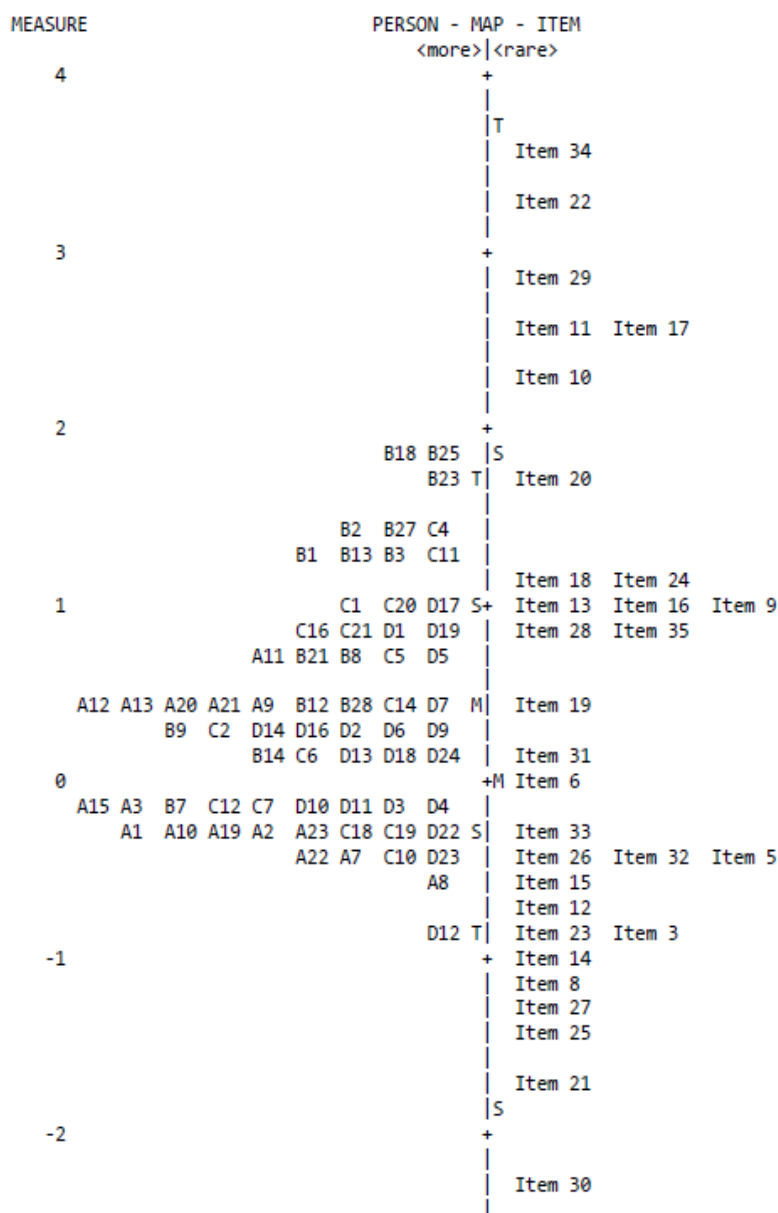 MEASURE PERSON - MAP - ITEM
<more>|<rare>
4 +
|
|T
| Item 34
|
| Item 22
|
3 +
| Item 29
|
| Item 11 Item 17
|
| Item 10
|
2 +
B18 B25 |S
B23 T| Item 20
|
B2 B27 C4 |
B1 B13 B3 C11 |
| Item 18 Item 24
1 C1 C20 D17 S+ Item 13 Item 16 Item 9
C16 C21 D1 D19 | Item 28 Item 35
A11 B21 B8 C5 D5 |
|
A12 A13 A20 A21 A9 B12 B28 C14 D7 M| Item 19
B9 C2 D14 D16 D2 D6 D9 |
B14 C6 D13 D18 D24 | Item 31
0 +M Item 6
A15 A3 B7 C12 C7 D10 D11 D3 D4 |
A1 A10 A19 A2 A23 C18 C19 D22 S| Item 33
A22 A7 C10 D23 | Item 26 Item 32 Item 5
A8 | Item 15
| Item 12
D12 T| Item 23 Item 3
-1 + Item 14
| Item 8
| Item 27
| Item 25
|
| Item 21
|S
-2 +
|
| Item 30
|